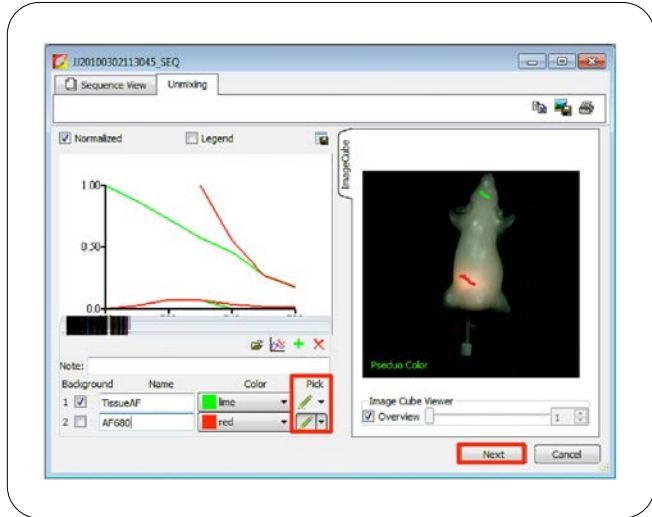 JJ20100302113045_SEQ
Sequence View Unmixing
Normalized Legend
ImageCube
1.00
0.50
0.0
Pseduo Color
Note:
Background Name Color Pick
1 TissueAF lime
2 AF680 red
Image Cube Viewer
Overview 1
Next Cancel